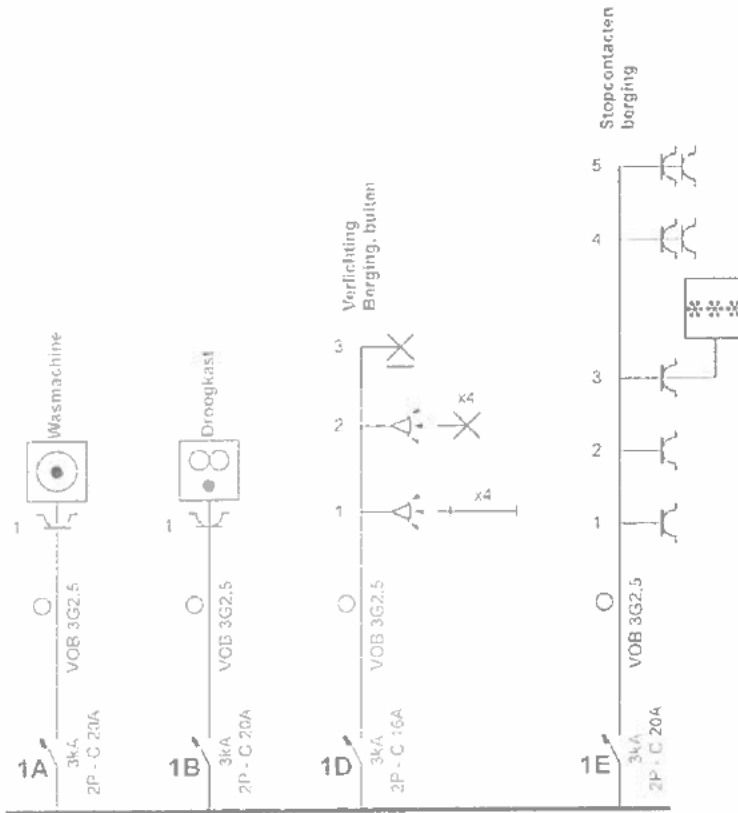 Wasmachine
1
VOB 3G2.5
1A
3kA
2P - C 20A
Droogkast
1
VOB 3G2.5
1B
3kA
2P - C 20A
Verlichting
Berging, buiten
3
2
x4
1
x4
VOB 3G2.5
1D
3kA
2P - C 16A
Stopcontacten
berging
5
4
3
2
1
VOB 3G2.5
1E
3kA
2P - C 20A